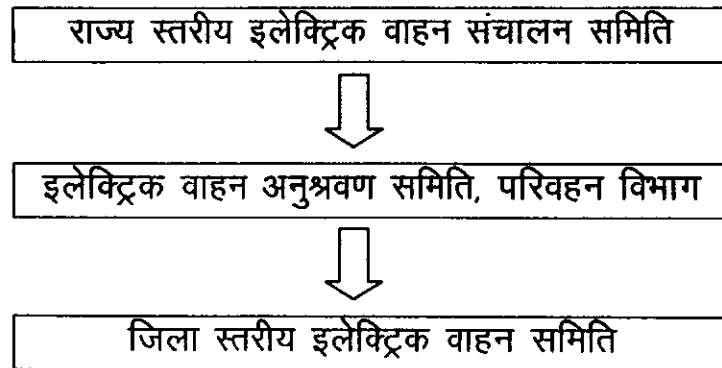 राज्य स्तरीय इलेक्ट्रिक वाहन संचालन समिति
इलेक्ट्रिक वाहन अनुश्रवण समिति, परिवहन विभाग
जिला स्तरीय इलेक्ट्रिक वाहन समिति